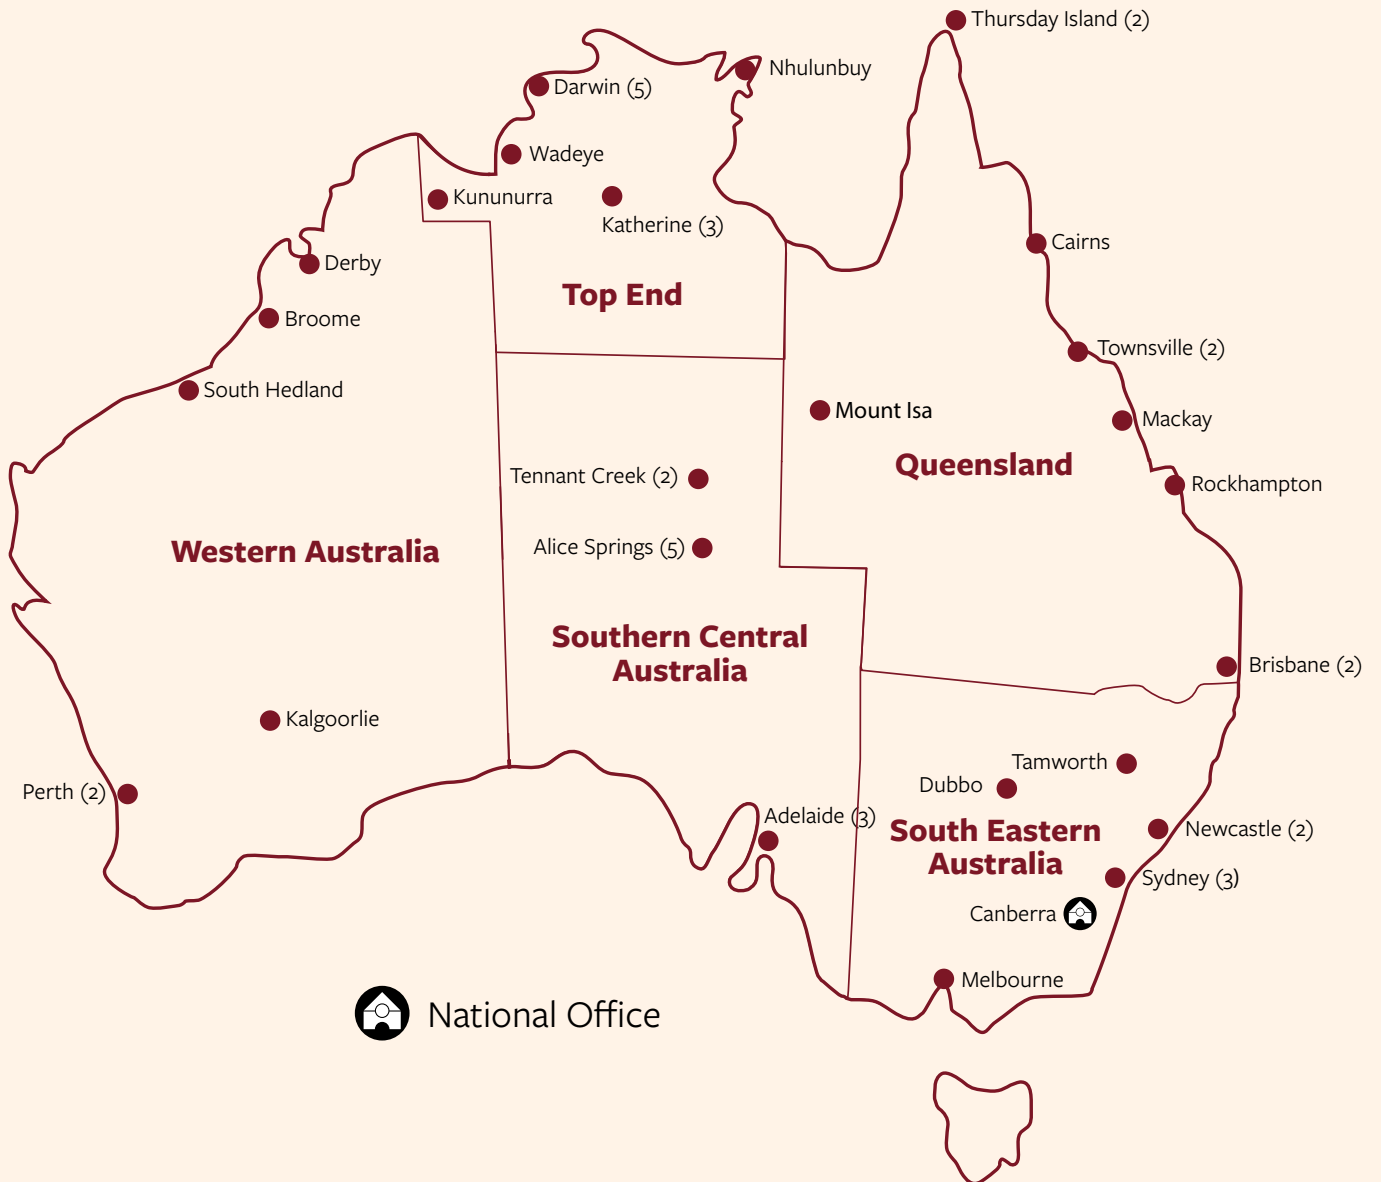 Thursday Island (2)
Nhulunbuy
Darwin (5)
Wadeye
Kununurra
Katherine (3)
Cairns
Derby
Top End
Broome
Townsville (2)
South Hedland
Mount Isa
Mackay
Queensland
Tennant Creek (2)
Rockhampton
Western Australia
Alice Springs (5)
Southern Central
Australia
Brisbane (2)
Kalgoorlie
Tamworth
Dubbo
Perth (2)
Adelaide (3)
South Eastern
Australia
Newcastle (2)
Sydney (3)
Canberra
Melbourne
National Office